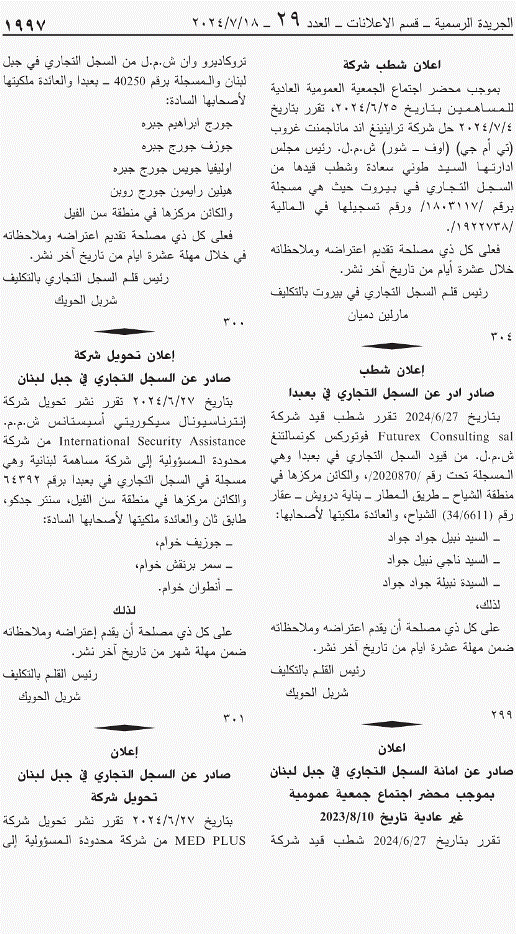 الجريدة الرسمية ــ قسم الاعلانات ــ العدد ٢٩ ــ ٢٠٢٤/٧/١٨
١٩٩٧
اعلان شطب شركة
بموجب محضر اجتماع الجمعية العمومية العادية
للمساهمين بتاريخ ٢٠٢٤/٦/٢٥، تقرر بتاريخ
٢٠٢٤/٧/٤ حل شركة تراينينغ اند ماناجمنت غروب
(تي أم جي) (اوف ــ شور) ش.م.ل. رئيس مجلس
ادارتها السيد طوني سعادة وشطب قيدها من
السجل التجاري في بيروت حيث هي مسجلة
برقم /١٨٠٣١١٧/ ورقم تسجيلها في المالية
/١٩٢٢٧٣٨/.
فعلى كل ذي مصلحة تقديم اعتراضه وملاحظاته
خلال عشرة أيام من تاريخ آخر نشر.
رئيس قلم السجل التجاري في بيروت بالتكليف
مارلين دميان
٣٠٤
إعلان شطب
صادر ادر عن السجل التجاري في بعبدا
بتاريخ 2024/6/27 تقرر شطب قيد شركة
Futurex Consulting sal فوتوركس كونسالتنغ
ش.م.ل. من قيود السجل التجاري في بعبدا وهي
المسجلة تحت رقم /2020870/، والكائن مركزها في
منطقة الشياح ــ طريق المطار ــ بناية درويش ــ عقار
رقم (34/6611) الشياح، والعائدة ملكيتها لأصحابها:
ــ السيد نبيل جواد جواد
ــ السيد ناجي نبيل جواد
ــ السيدة نبيلة جواد جواد
لذلك،
على كل ذي مصلحة أن يقدم اعتراضه وملاحظاته
ضمن مهلة عشرة ايام من تاريخ آخر نشر.
رئيس القلم بالتكليف
شربل الحويك
٢٩٩
اعلان
صادر عن امانة السجل التجاري في جبل لبنان
بموجب محضر اجتماع جمعية عمومية
غير عادية تاريخ 2023/8/10
تقرر بتاريخ 2024/6/27 شطب قيد شركة
تروكاديرو وان ش.م.ل من السجل التجاري في جبل
لبنان والمسجلة برقم 40250 ــ بعبدا والعائدة ملكيتها
لأصحابها السادة:
جورج ابراهيم جبره
جوزف جورج جبره
اوليفيا جويس جورج جبره
هيلين رايمون جورج روبن
والكائن مركزها في منطقة سن الفيل
فعلى كل ذي مصلحة تقديم اعتراضه وملاحظاته
في خلال مهلة عشرة ايام من تاريخ آخر نشر.
رئيس قلم السجل التجاري بالتكليف
شربل الحويك
٣٠٠
إعلان تحويل شركة
صادر عن السجل التجاري في جبل لبنان
بتاريخ ٢٠٢٤/٦/٢٧ تقرر نشر تحويل شركة
إنترناسيونال سيكوريتي أسيستانس ش.م.م.
International Security Assistance من شركة
محدودة المسؤولية إلى شركة مساهمة لبنانية وهي
مسجلة في السجل التجاري في بعبدا برقم ٦٤٣٩٢
والكائن مركزها في منطقة سن الفيل، سنتر جدكو،
طابق ثان والعائدة ملكيتها لأصحابها السادة:
ــ جوزيف خوام،
ــ سمر برنقش خوام،
ــ أنطوان خوام.
لذلك
على كل ذي مصلحة أن يقدم إعتراضه وملاحظاته
ضمن مهلة شهر من تاريخ آخر نشر.
رئيس القلم بالتكليف
شربل الحويك
٣٠١
إعلان
صادر عن السجل التجاري في جبل لبنان
تحويل شركة
بتاريخ ٢٠٢٤/٦/٢٧ تقرر نشر تحويل شركة
MED PLUS من شركة محدودة المسؤولية إلى